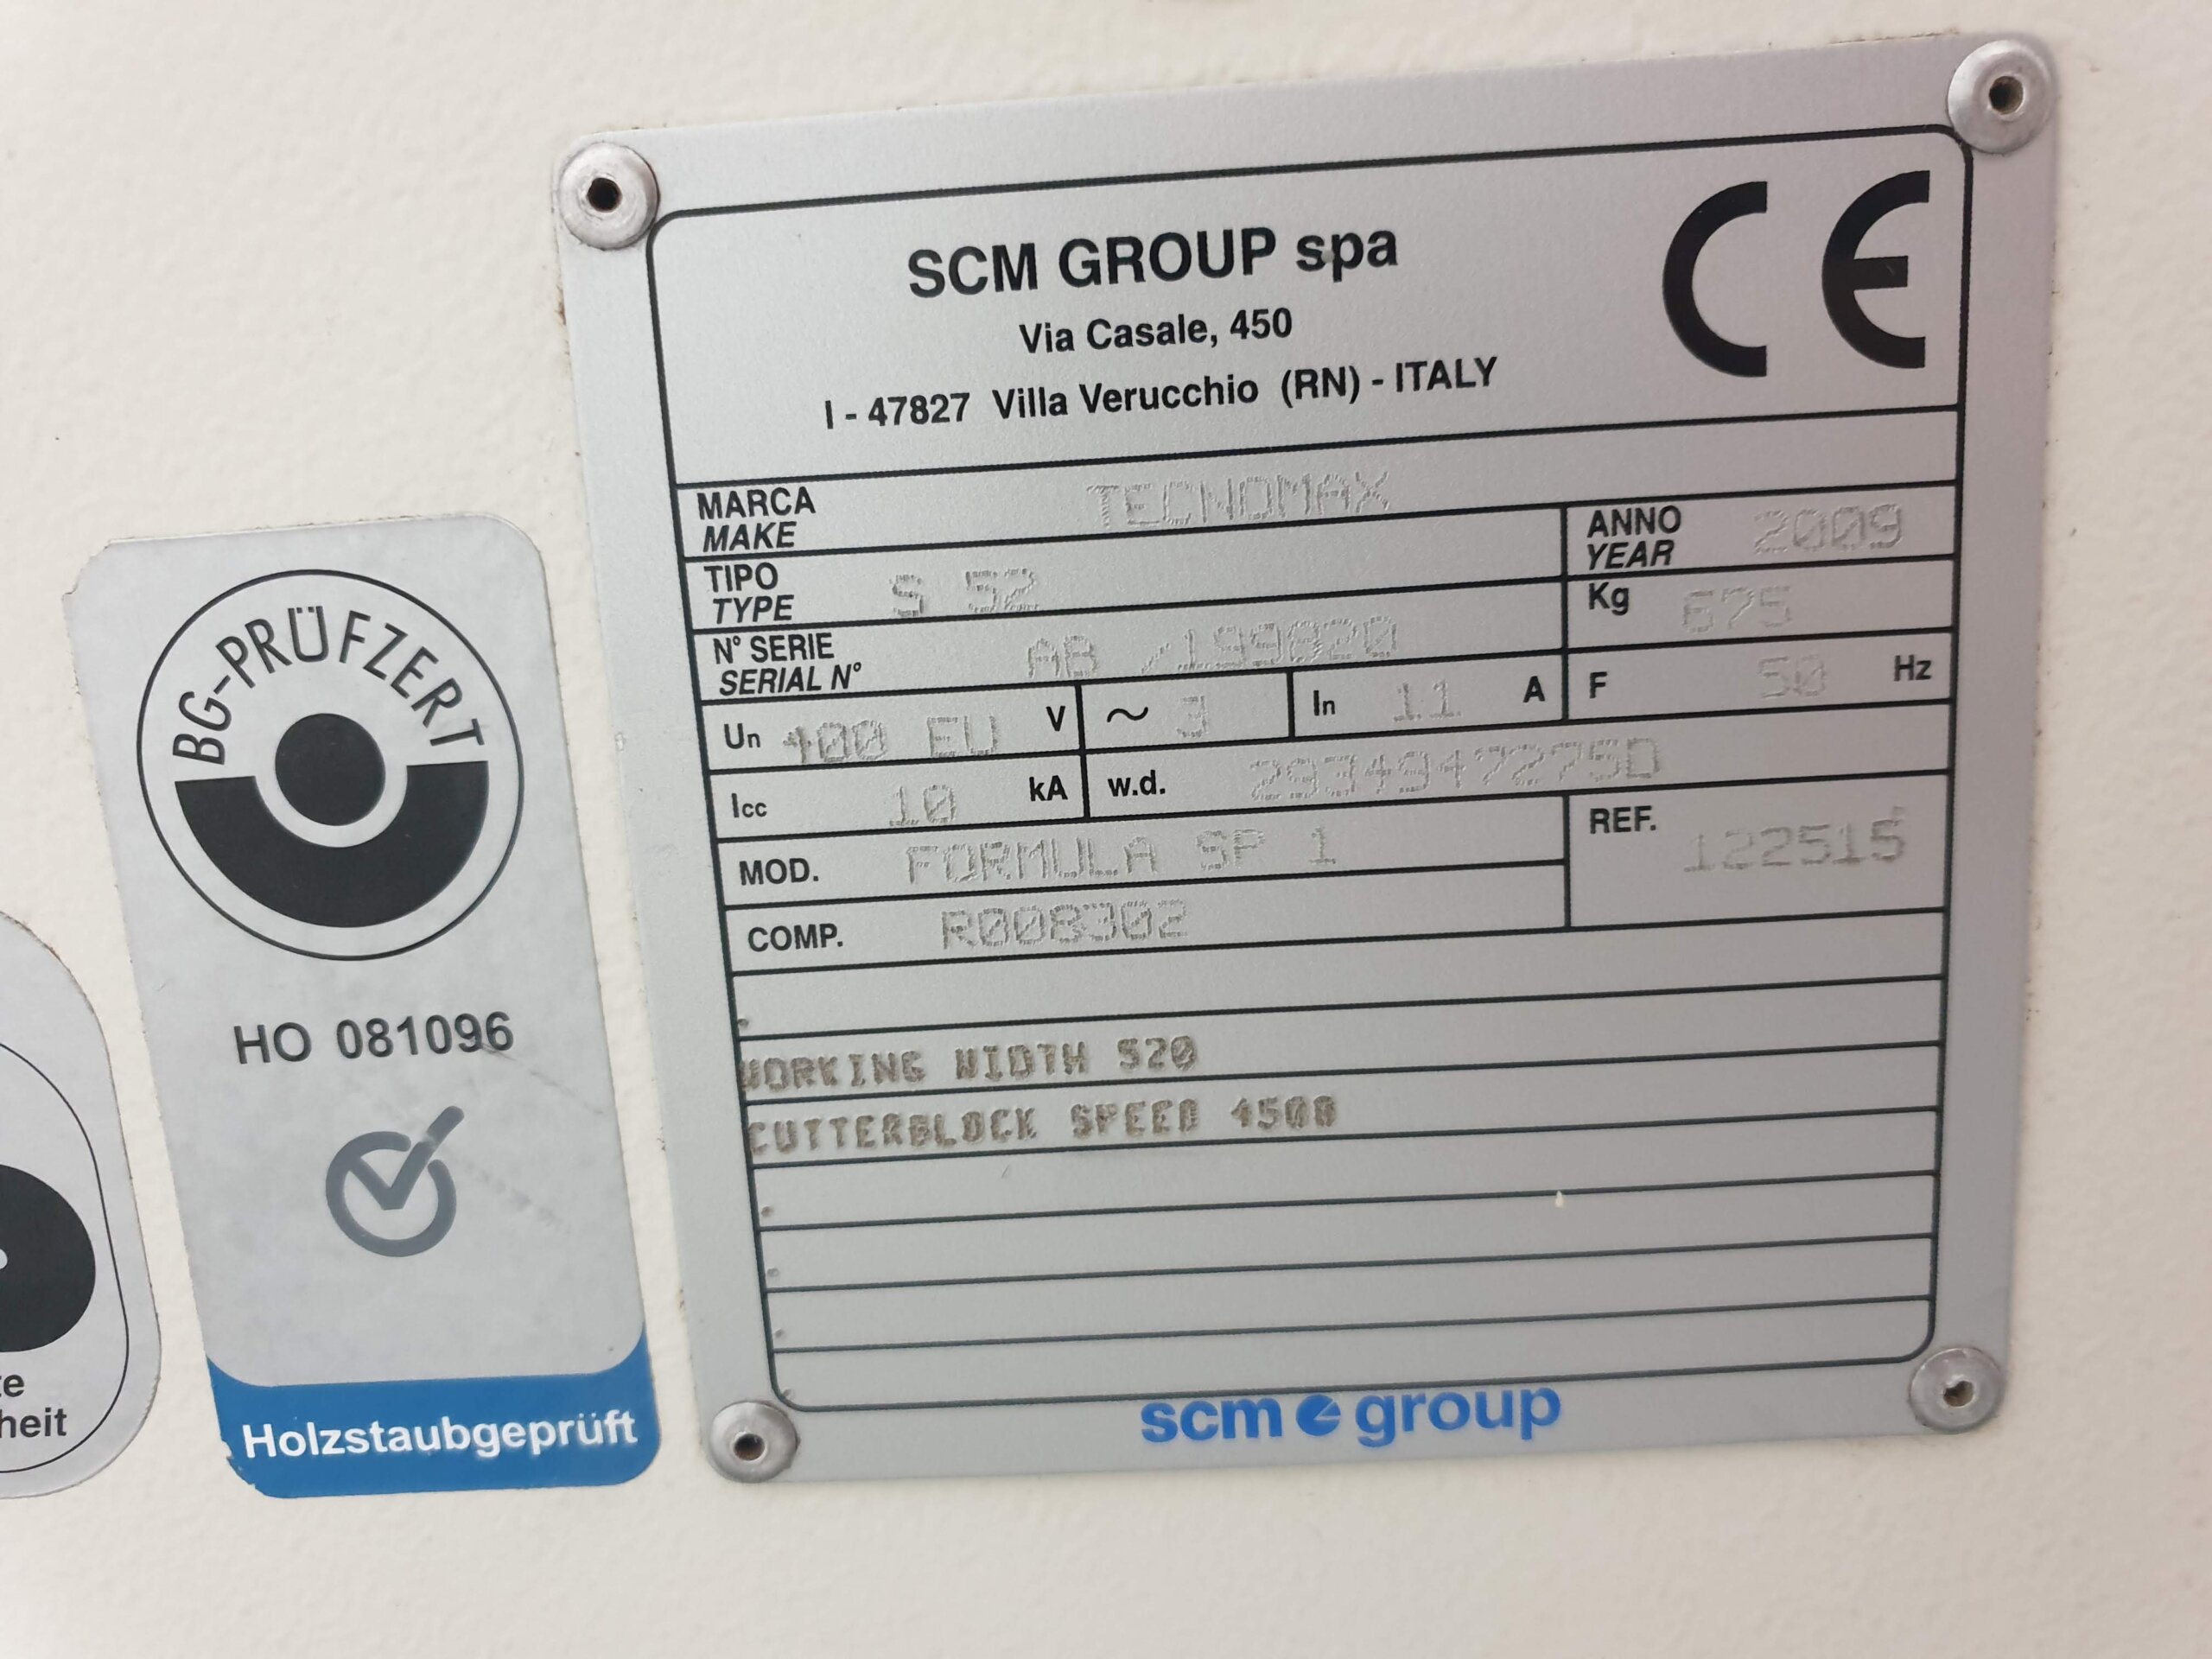 SCM GROUP spa
Via Casale, 450
I - 47827 Villa Verucchio (RN) - ITALY
CE
MARCA
MAKE
TECNOMAX
TIPO
TYPE
S 52
ANNO
YEAR
2009
N° SERIE
SERIAL N°
AB /199820
Kg 675
Un 400 EU V ~ 3 In 11 A F 50 Hz
Icc 10 kA w.d. 29349472750
MOD. FORMULA SP 1
REF. 122515
COMP. R008302
WORKING WIDTH 520
CUTTERBLOCK SPEED 4500
scm group
BG-PRÜFZERT
HO 081096
Holzstaubgeprüft
te
heit